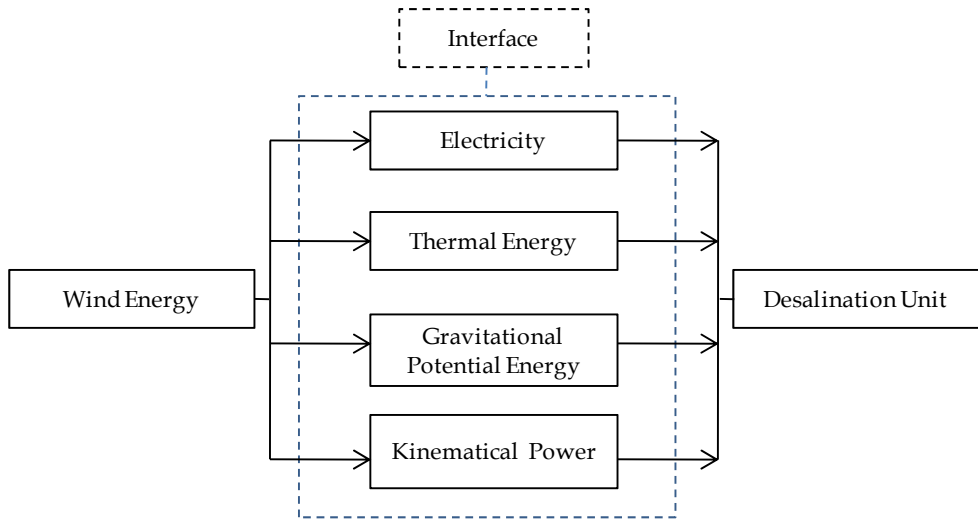 Interface
Electricity
Thermal Energy
Wind Energy
Desalination Unit
Gravitational
Potential Energy
Kinematical Power